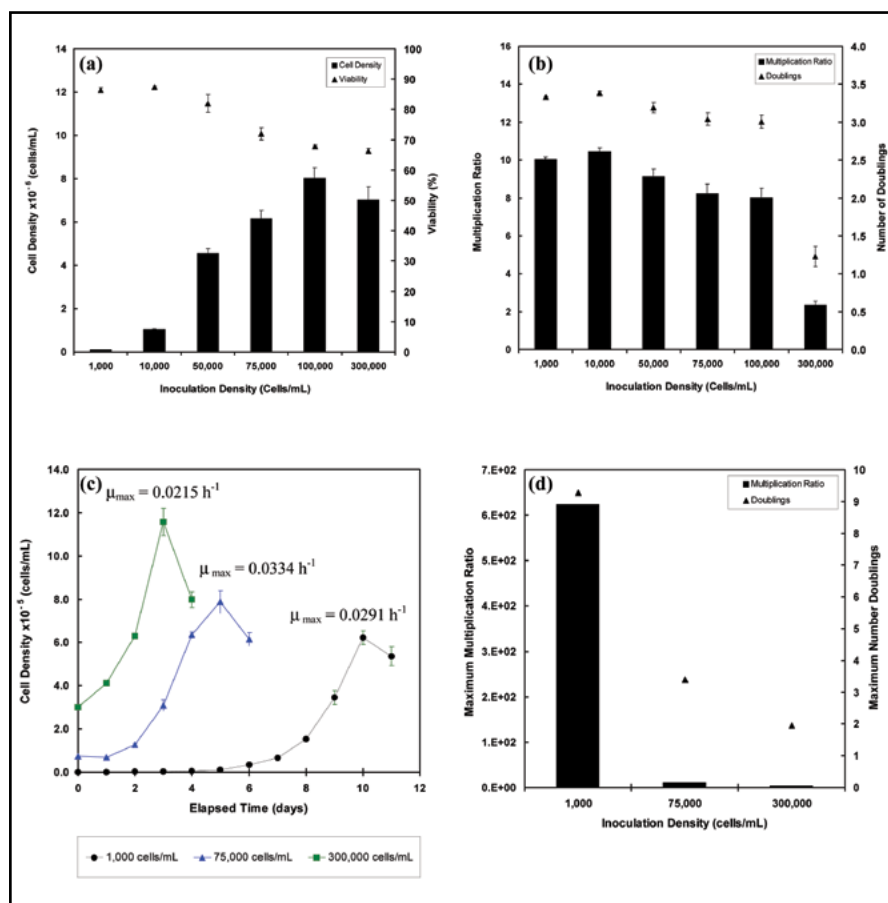 (a)
Cell Density
Viability
14
12
10
8
6
4
2
0
Cell Density x10⁻⁵ (cells/mL)
100
90
80
70
60
50
40
30
20
10
0
Viability (%)
1,000 10,000 50,000 75,000 100,000 300,000
Inoculation Density (Cells/mL)
(b)
Multiplication Ratio
Doublings
16
14
12
10
8
6
4
2
0
Multiplication Ratio
4.0
3.5
3.0
2.5
2.0
1.5
1.0
0.5
0.0
Number of Doublings
1,000 10,000 50,000 75,000 100,000 300,000
Inoculation Density (Cells/mL)
(c)
μmax = 0.0215 h⁻¹
μ max = 0.0334 h⁻¹
μ max = 0.0291 h⁻¹
14.0
12.0
10.0
8.0
6.0
4.0
2.0
0.0
Cell Density x10⁻⁵ (cells/mL)
0 2 4 6 8 10 12
Elapsed Time (days)
1,000 cells/mL 75,000 cells/mL 300,000 cells/mL
(d)
Multiplication Ratio
Doublings
7.E+02
6.E+02
5.E+02
4.E+02
3.E+02
2.E+02
1.E+02
0.E+00
Maximum Multiplication Ratio
10
9
8
7
6
5
4
3
2
1
0
Maximum Number Doublings
1,000 75,000 300,000
Inoculation Density (cells/mL)